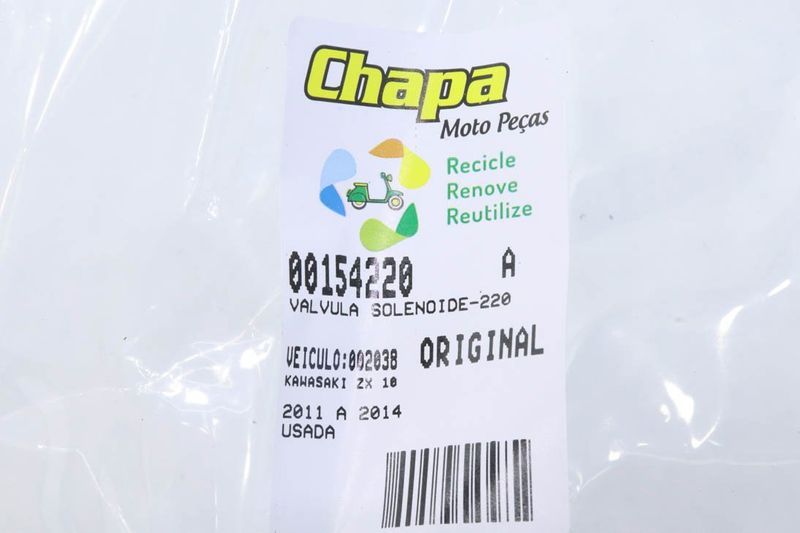 Chapa
Moto Peças
Recicle
Renove
Reutilize
00154220 A
VALVULA SOLENOIDE-220
VEICULO:002038 ORIGINAL
KAWASAKI ZX 10
2011 A 2014
USADA